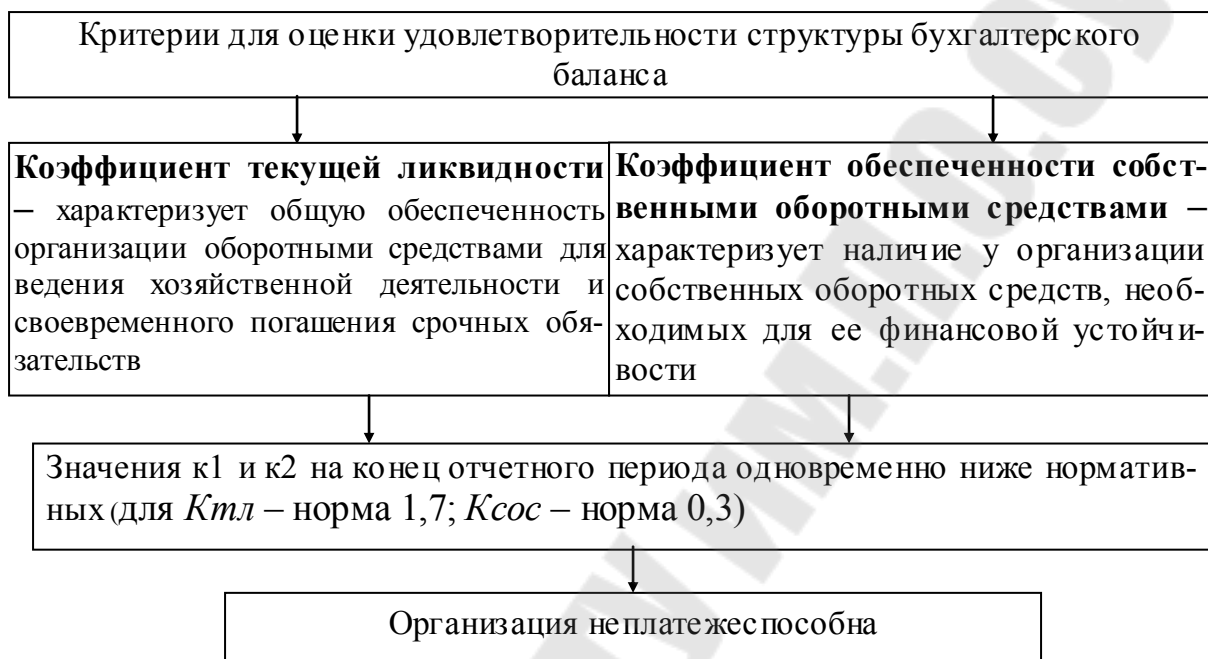 Критерии для оценки удовлетворительности структуры бухгалтерского
баланса
Коэффициент текущей ликвидности
– характеризует общую обеспеченность
организации оборотными средствами для
ведения хозяйственной деятельности и
своевременного погашения срочных обя-
зательств
Коэффициент обеспеченности собст-
венными оборотными средствами –
характеризует наличие у организации
собственных оборотных средств, необ-
ходимых для ее финансовой устойчи-
вости
Значения к1 и к2 на конец отчетного периода одновременно ниже норматив-
ных (для Ктл – норма 1,7; Ксос – норма 0,3)
Организация неплатежеспособна